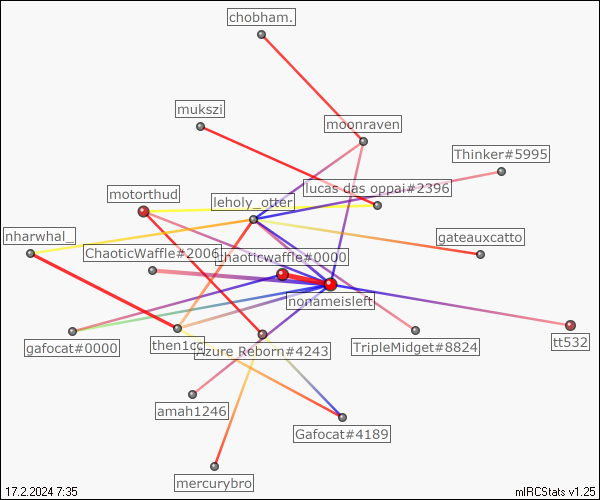 chobham.
mukszi
moonraven
Thinker#5995
lucas das oppai#2396
motorthud
leholy_otter
nharwhal_
gateauxcatto
ChaoticWaffle#2006
chaoticwaffle#0000
nonameisleft
gafocat#0000
then1cc
Azure Reborn#4243
TripleMidget#8824
tt532
amah1246
Gafocat#4189
mercurybro
17.2.2024 7:35
mIRCStats v1.25